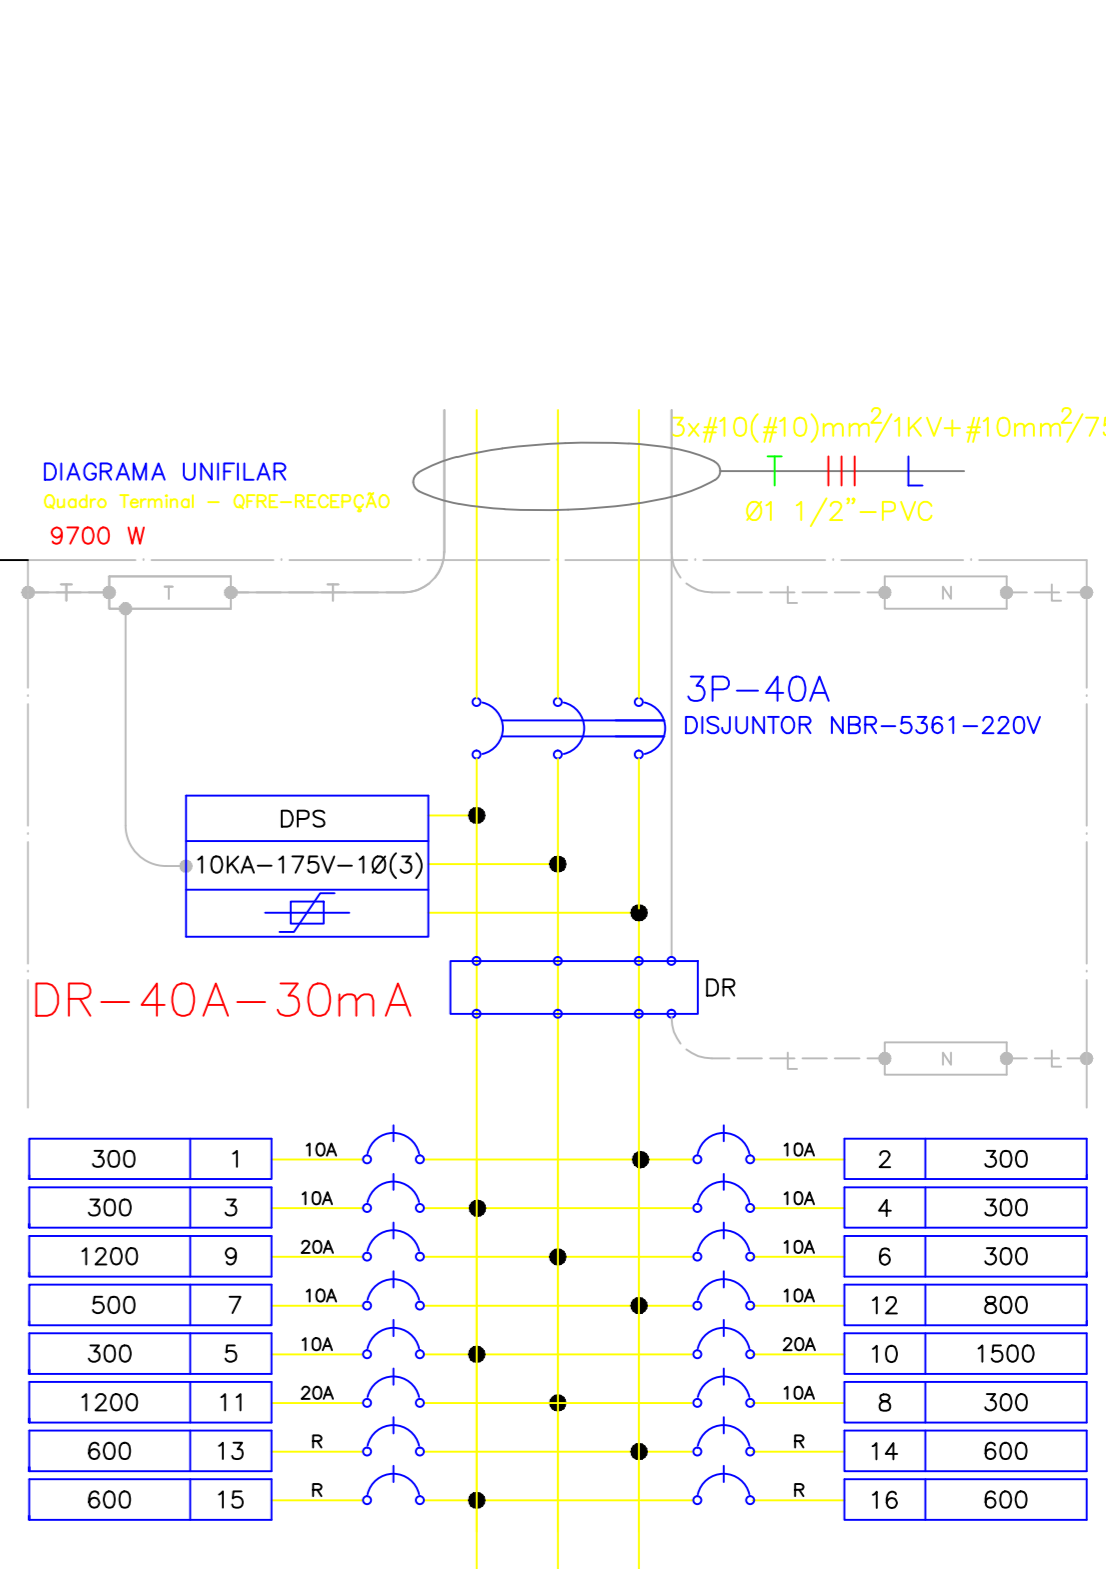 3x#10(#10)mm²/1KV+#10mm²/75
DIAGRAMA UNIFILAR
Quadro Terminal - QFRE-RECEPÇÃO
Ø1 1/2"-PVC
9700 W
T T T N
3P-40A
DISJUNTOR NBR-5361-220V
DPS
10KA-175V-1Ø(3)
DR-40A-30mA
DR
N
300 1 10A 10A 2 300
300 3 10A 10A 4 300
1200 9 20A 10A 6 300
500 7 10A 10A 12 800
300 5 10A 20A 10 1500
1200 11 20A 10A 8 300
600 13 R R 14 600
600 15 R R 16 600